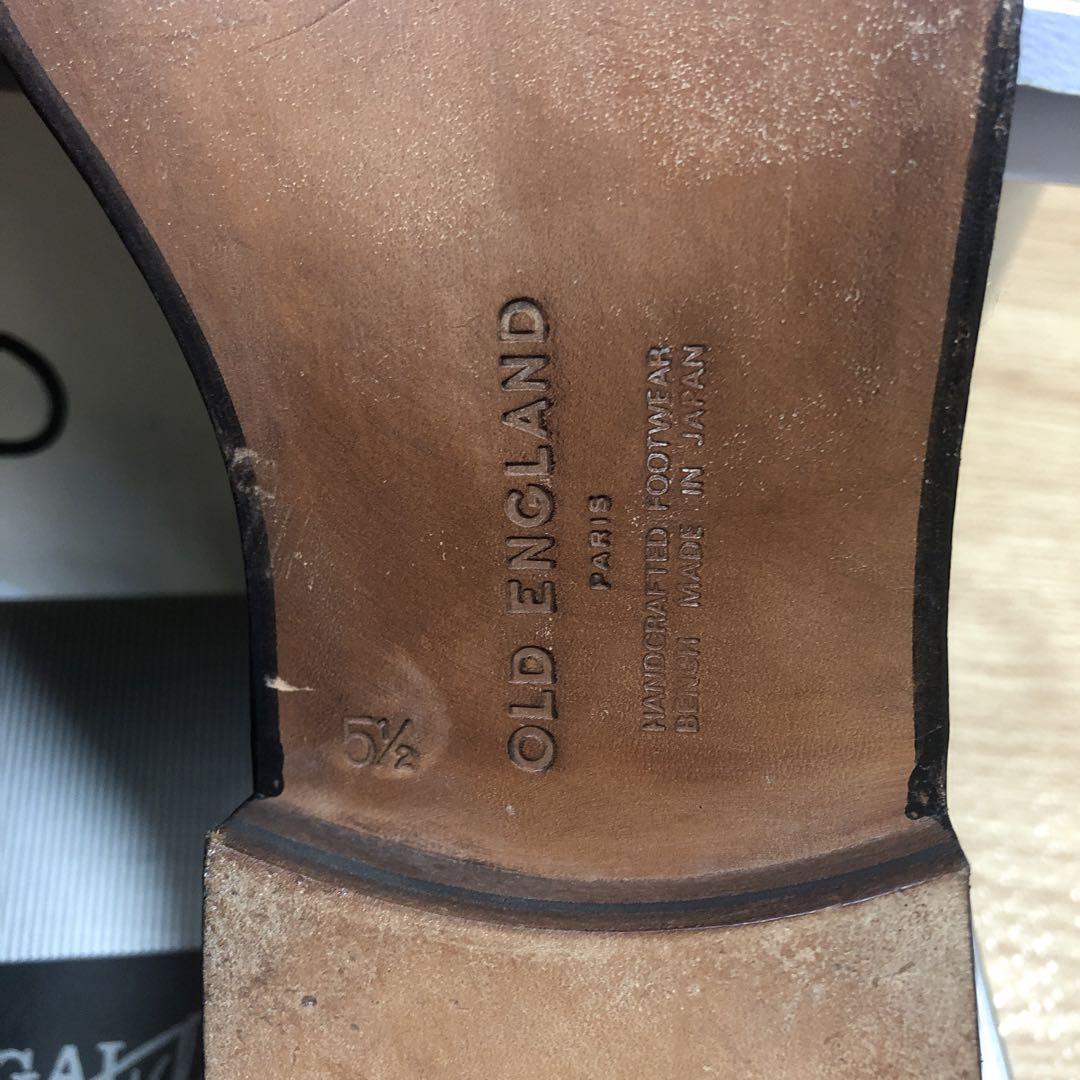 OLD ENGLAND
PARIS
HANDCRAFTED FOOTWEAR
BENCH MADE IN JAPAN
5½